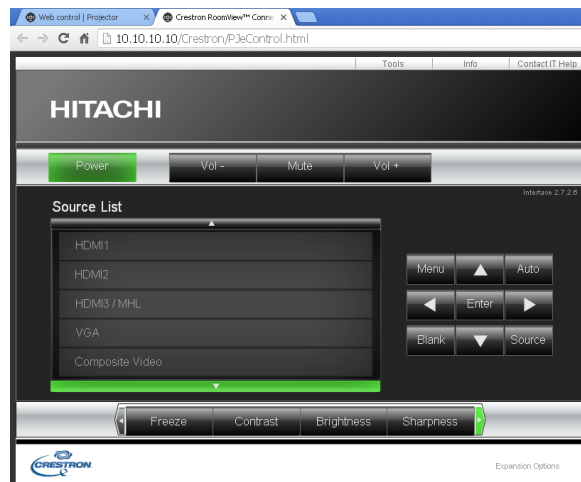 Web control | Projector
Crestron RoomView™ Conne
10.10.10.10/Crestron/PJeControl.html
Tools Info Contact IT Help
HITACHI
Power Vol - Mute Vol +
Interface 2.7.2.6
Source List
HDMI1
HDMI2
HDMI3 / MHL
VGA
Composite Video
Menu Auto
Enter
Blank Source
Freeze Contrast Brightness Sharpness
CRESTRON
Expansion Options